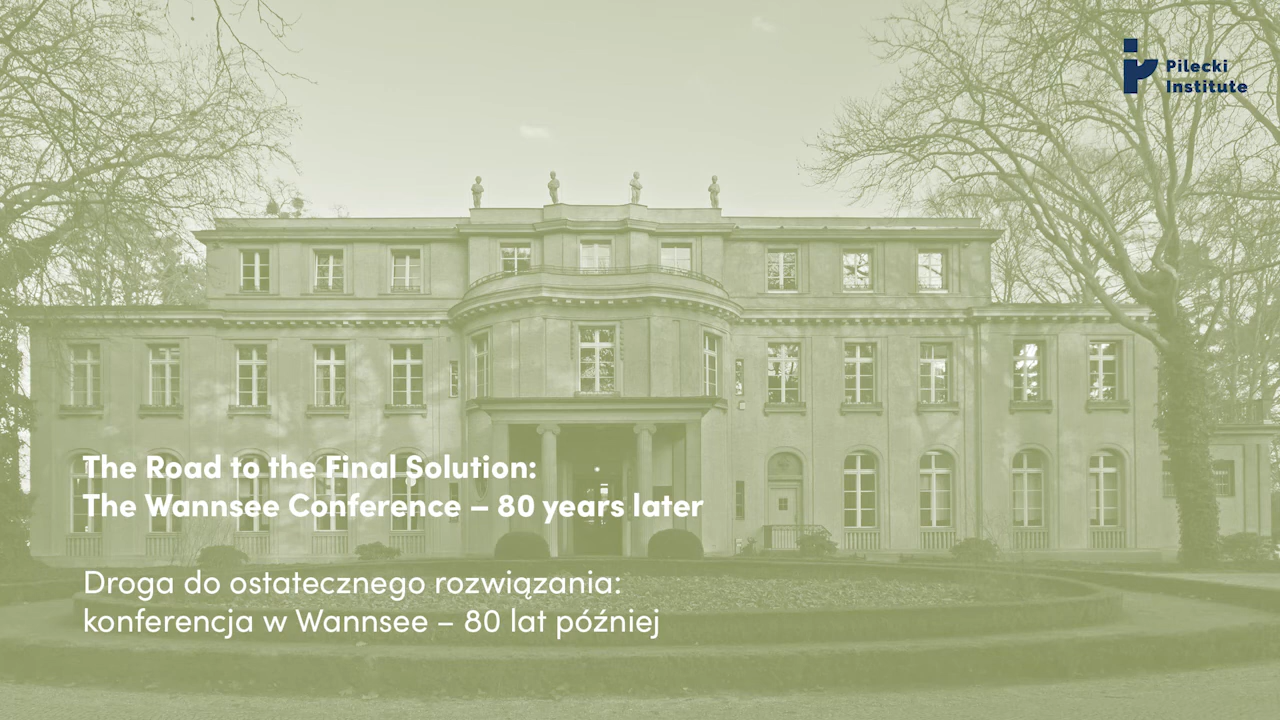 Pilecki
Institute
The Road to the Final Solution:
The Wannsee Conference – 80 years later
Droga do ostatecznego rozwiązania:
konferencja w Wannsee – 80 lat później